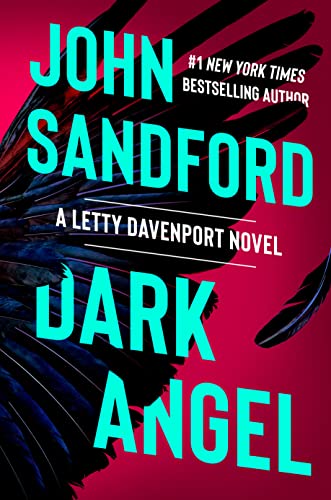 JOHN
#1 NEW YORK TIMES
BESTSELLING AUTHOR
SANDFORD
A LETTY DAVENPORT NOVEL
DARK
ANGEL